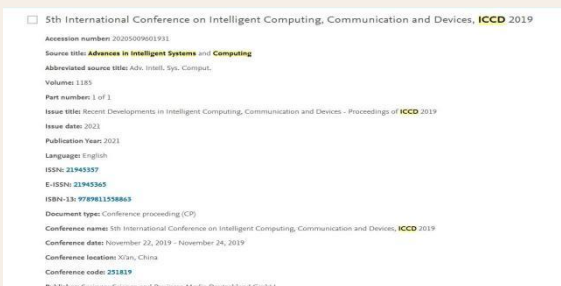 5th International Conference on Intelligent Computing, Communication and Devices, ICCD 2019
Accession number: 20205009601931
Source title: Advances in Intelligent Systems and Computing
Abbreviated source title: Adv. Intell. Sys. Comput.
Volume: 1185
Part number: 1 of 1
Issue title: Recent Developments in Intelligent Computing, Communication and Devices - Proceedings of ICCD 2019
Issue date: 2021
Publication Year: 2021
Language: English
ISSN: 21945357
E-ISSN: 21945365
ISBN-13: 9789811558863
Document type: Conference proceeding (CP)
Conference name: 5th International Conference on Intelligent Computing, Communication and Devices, ICCD 2019
Conference date: November 22, 2019 - November 24, 2019
Conference location: Xi'an, China
Conference code: 251819